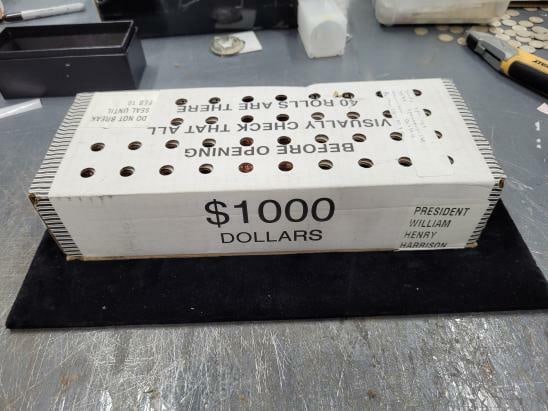 DO NOT BREAK
SEAL UNTIL
FEB 10
BEFORE OPENING
VISUALLY CHECK THAT ALL
40 ROLLS ARE THERE
$1000
DOLLARS
PRESIDENT
WILLIAM
HENRY
HARRISON